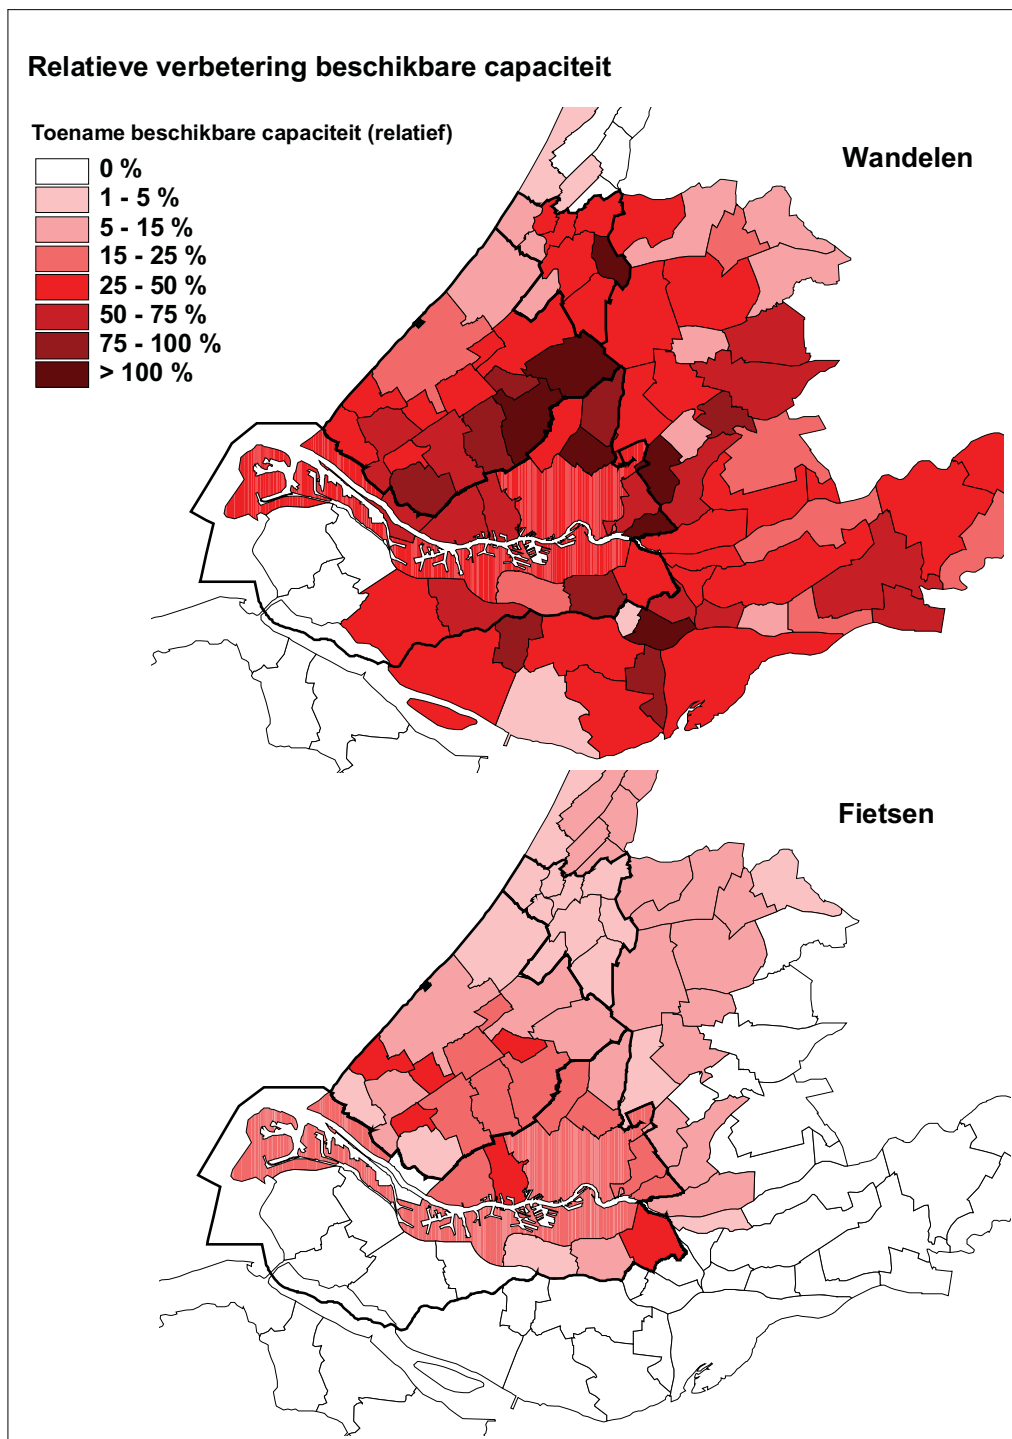 Relatieve verbetering beschikbare capaciteit
Toename beschikbare capaciteit (relatief)
0 %
1 - 5 %
5 - 15 %
15 - 25 %
25 - 50 %
50 - 75 %
75 - 100 %
> 100 %
Wandelen
Fietsen